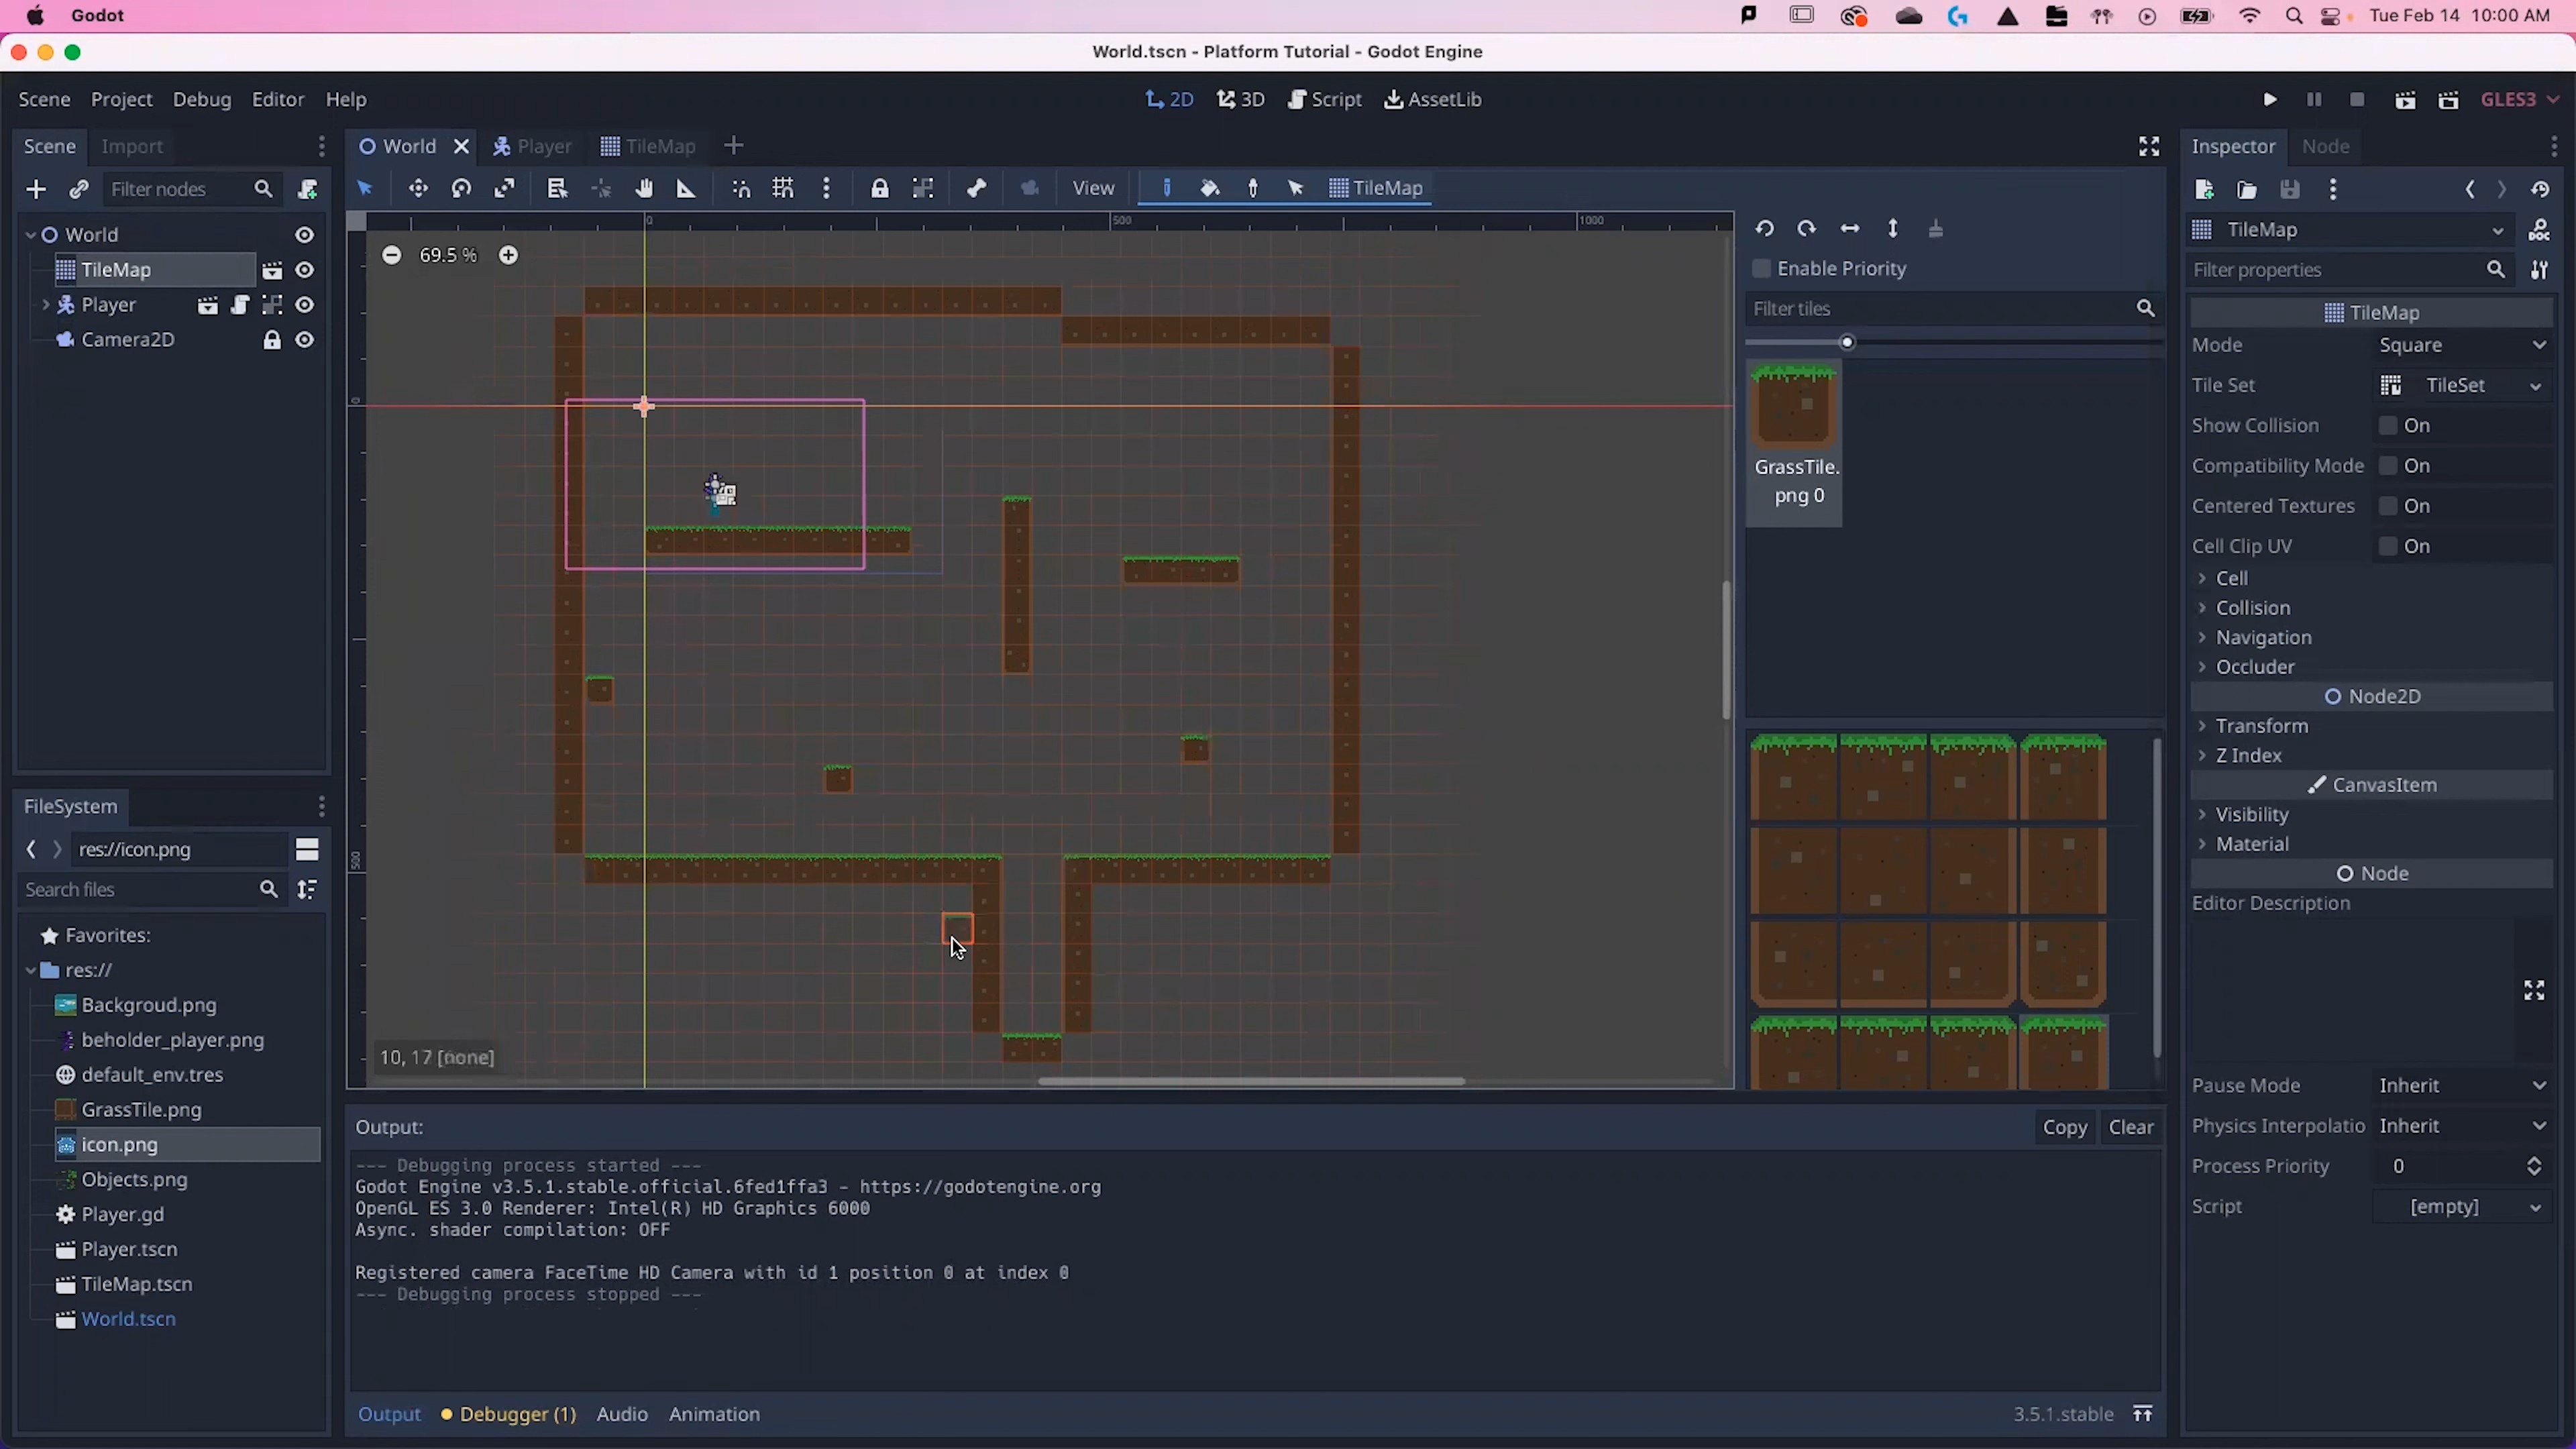 Godot
Tue Feb 14 10:00 AM
World.tscn - Platform Tutorial - Godot Engine
Scene Project Debug Editor Help
2D 3D Script AssetLib
GLES3
Scene Import
World Player TileMap
Inspector Node
Filter nodes
View
TileMap
World
TileMap
Player
Camera2D
0 500 1000
69.5 %
0
500
10, 17 [none]
Enable Priority
Filter tiles
GrassTile.
png 0
TileMap
Filter properties
TileMap
Mode Square
Tile Set TileSet
Show Collision On
Compatibility Mode On
Centered Textures On
Cell Clip UV On
Cell
Collision
Navigation
Occluder
Node2D
Transform
Z Index
CanvasItem
Visibility
Material
Node
Editor Description
Pause Mode Inherit
Physics Interpolatio Inherit
Process Priority 0
Script [empty]
FileSystem
res://icon.png
Search files
Favorites:
res://
Backgroud.png
beholder_player.png
default_env.tres
GrassTile.png
icon.png
Objects.png
Player.gd
Player.tscn
TileMap.tscn
World.tscn
Output:
Copy Clear
--- Debugging process started ---
Godot Engine v3.5.1.stable.official.6fed1ffa3 - https://godotengine.org
OpenGL ES 3.0 Renderer: Intel(R) HD Graphics 6000
Async. shader compilation: OFF
Registered camera FaceTime HD Camera with id 1 position 0 at index 0
--- Debugging process stopped ---
Output Debugger (1) Audio Animation
3.5.1.stable